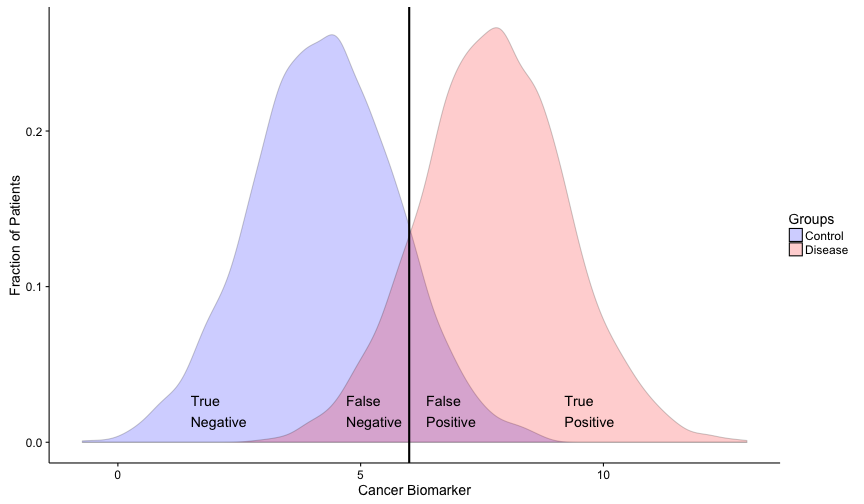 0.2
0.1
0.0
Fraction of Patients
True
Negative
False
Negative
False
Positive
True
Positive
0
5
10
Cancer Biomarker
Groups
Control
Disease